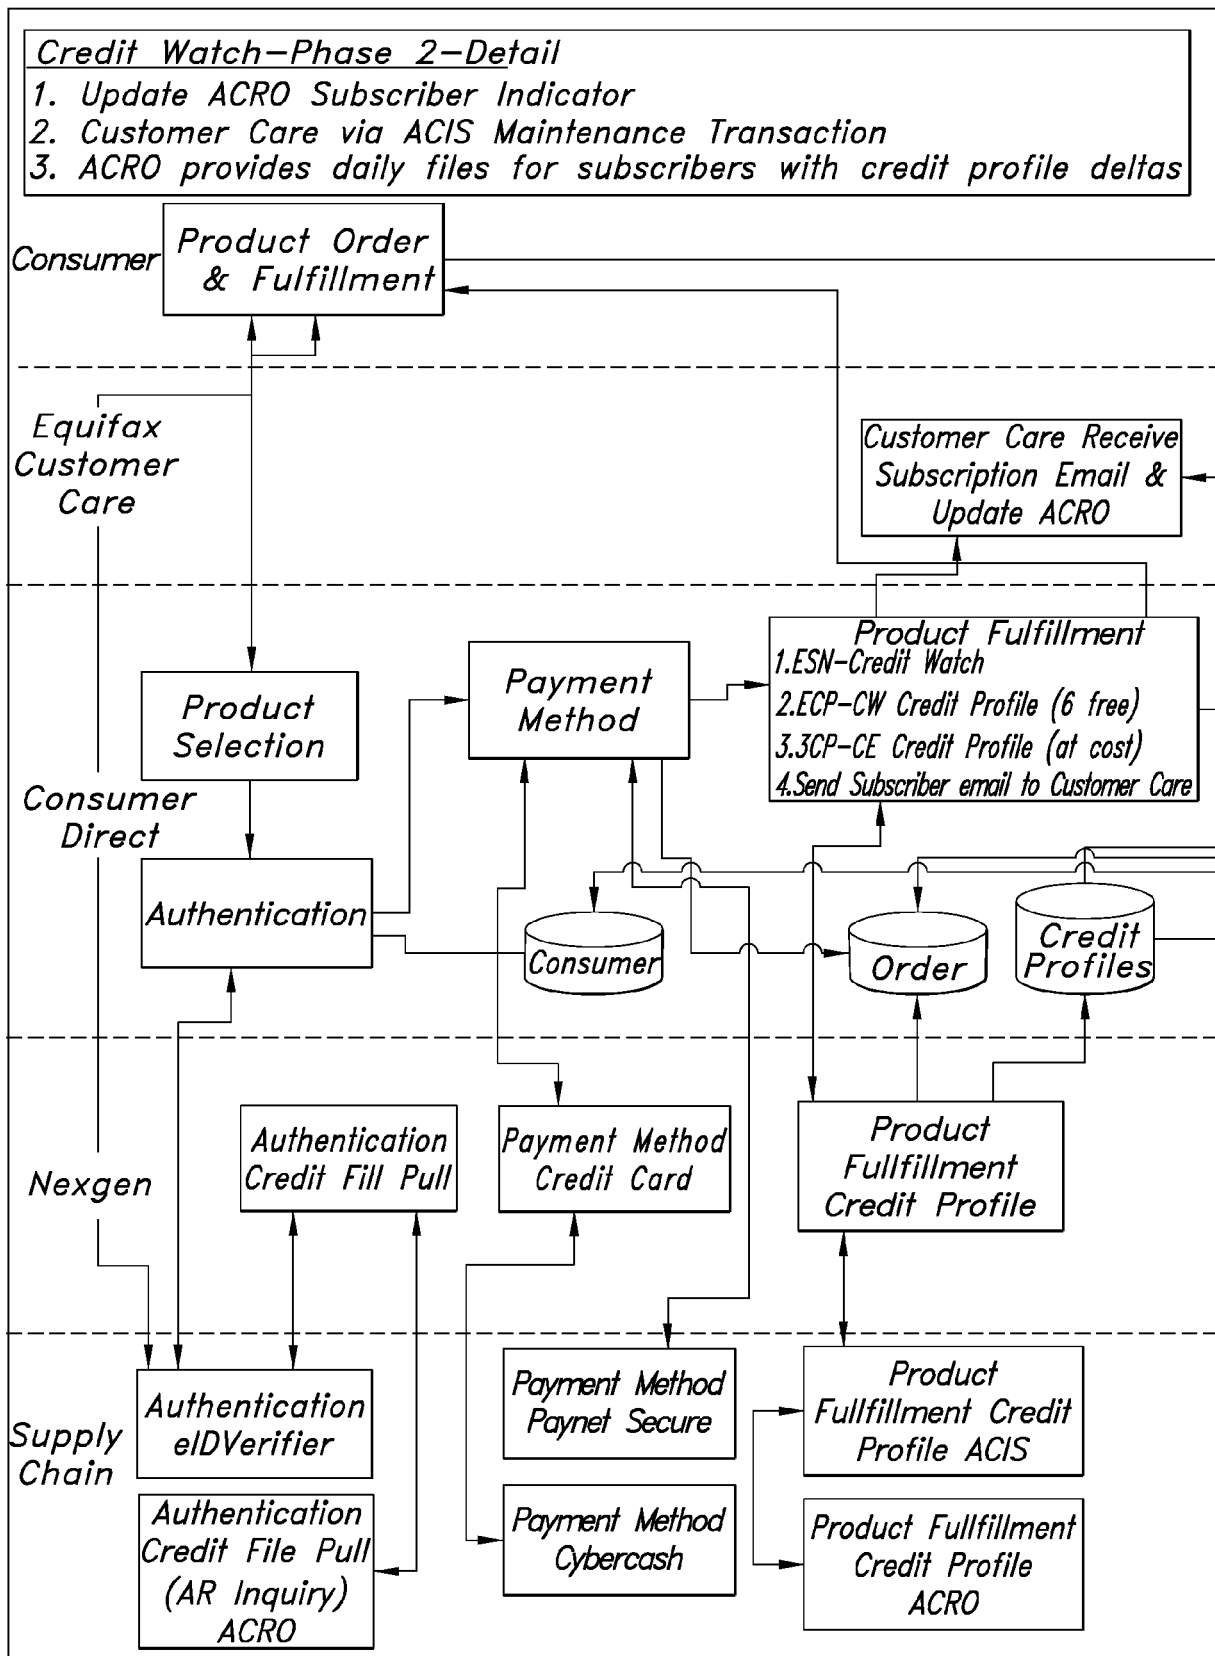 Credit Watch-Phase 2-Detail
1. Update ACRO Subscriber Indicator
2. Customer Care via ACIS Maintenance Transaction
3. ACRO provides daily files for subscribers with credit profile deltas
Consumer
Product Order
& Fulfillment
Equifax
Customer
Care
Customer Care Receive
Subscription Email &
Update ACRO
Product Selection
Payment
Method
Product Fulfillment
1.ESN-Credit Watch
2.ECP-CW Credit Profile (6 free)
3.3CP-CE Credit Profile (at cost)
4.Send Subscriber email to Customer Care
Consumer
Direct
Authentication
Consumer
Order
Credit
Profiles
Nexgen
Authentication
Credit Fill Pull
Payment Method
Credit Card
Product
Fullfillment
Credit Profile
Supply
Chain
Authentication
eIDVerifier
Payment Method
Paynet Secure
Product
Fullfillment Credit
Profile ACIS
Authentication
Credit File Pull
(AR Inquiry)
ACRO
Payment Method
Cybercash
Product Fullfillment
Credit Profile
ACRO